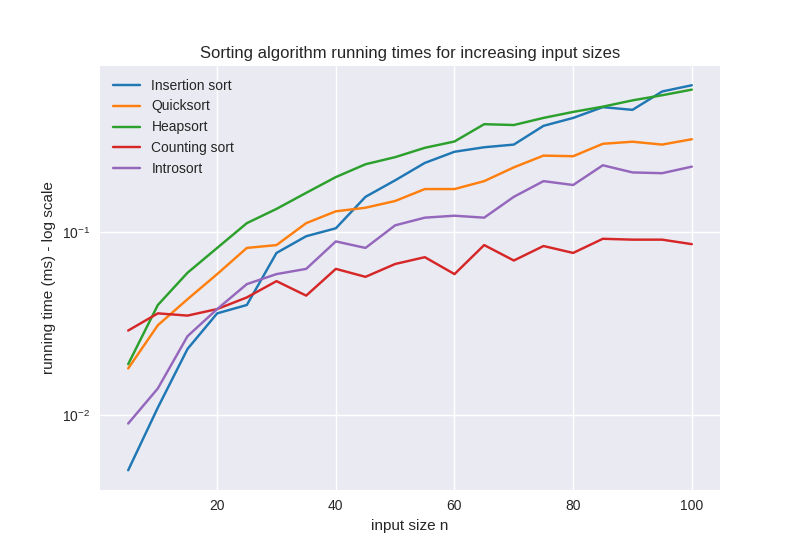 Sorting algorithm running times for increasing input sizes
Insertion sort
Quicksort
Heapsort
Counting sort
Introsort
running time (ms) - log scale
10⁻¹
10⁻²
20 40 60 80 100
input size n